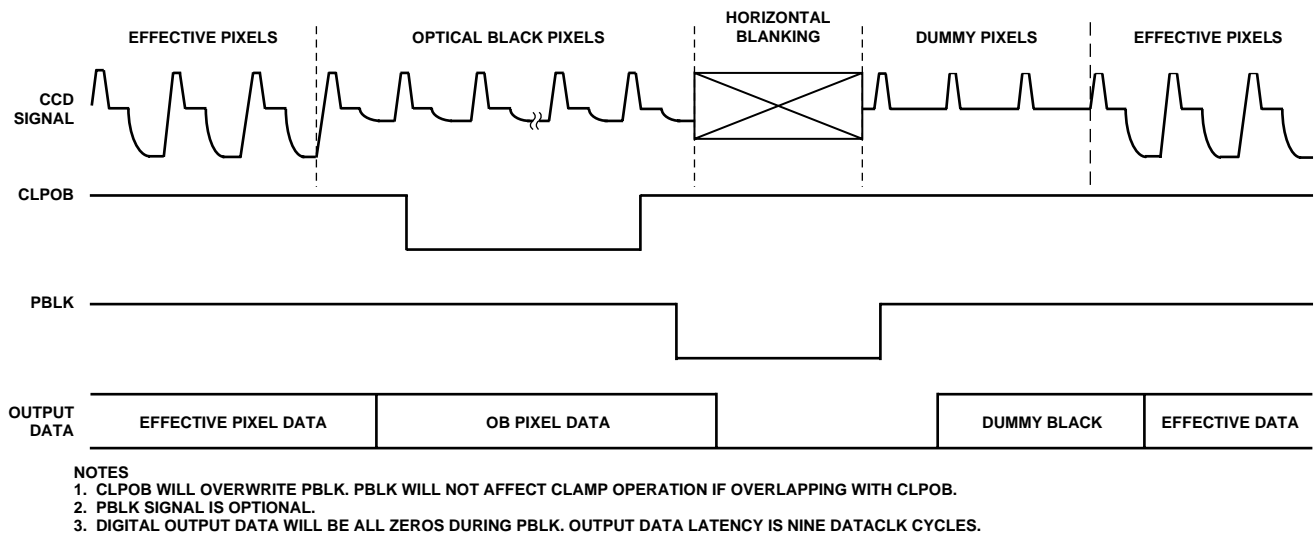 HORIZONTAL
BLANKING
EFFECTIVE PIXELS
OPTICAL BLACK PIXELS
DUMMY PIXELS
EFFECTIVE PIXELS
CCD
SIGNAL
CLPOB
PBLK
OUTPUT
DATA
EFFECTIVE PIXEL DATA
OB PIXEL DATA
DUMMY BLACK
EFFECTIVE DATA
NOTES
1. CLPOB WILL OVERWRITE PBLK. PBLK WILL NOT AFFECT CLAMP OPERATION IF OVERLAPPING WITH CLPOB.
2. PBLK SIGNAL IS OPTIONAL.
3. DIGITAL OUTPUT DATA WILL BE ALL ZEROS DURING PBLK. OUTPUT DATA LATENCY IS NINE DATACLK CYCLES.